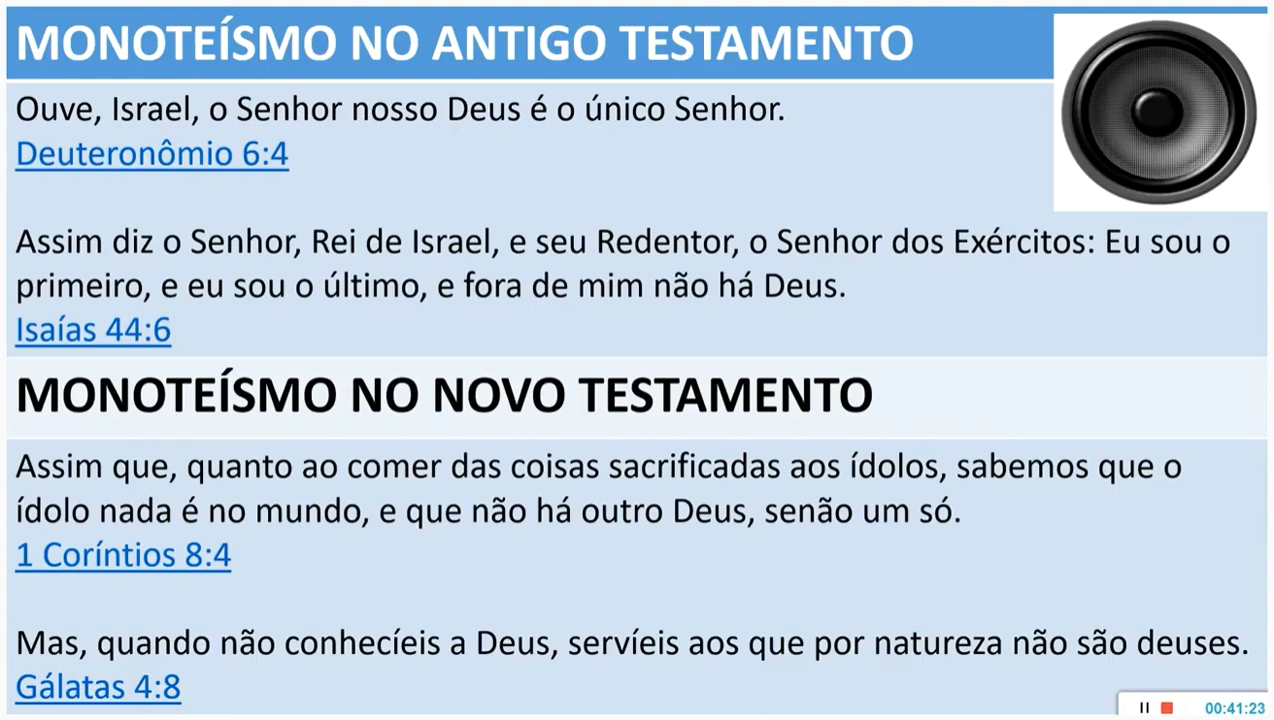 MONOTEÍSMO NO ANTIGO TESTAMENTO
Ouve, Israel, o Senhor nosso Deus é o único Senhor.
Deuteronômio 6:4
Assim diz o Senhor, Rei de Israel, e seu Redentor, o Senhor dos Exércitos: Eu sou o
primeiro, e eu sou o último, e fora de mim não há Deus.
Isaías 44:6
MONOTEÍSMO NO NOVO TESTAMENTO
Assim que, quanto ao comer das coisas sacrificadas aos ídolos, sabemos que o
ídolo nada é no mundo, e que não há outro Deus, senão um só.
1 Coríntios 8:4
Mas, quando não conhecíeis a Deus, servíeis aos que por natureza não são deuses.
Gálatas 4:8
00:41:23